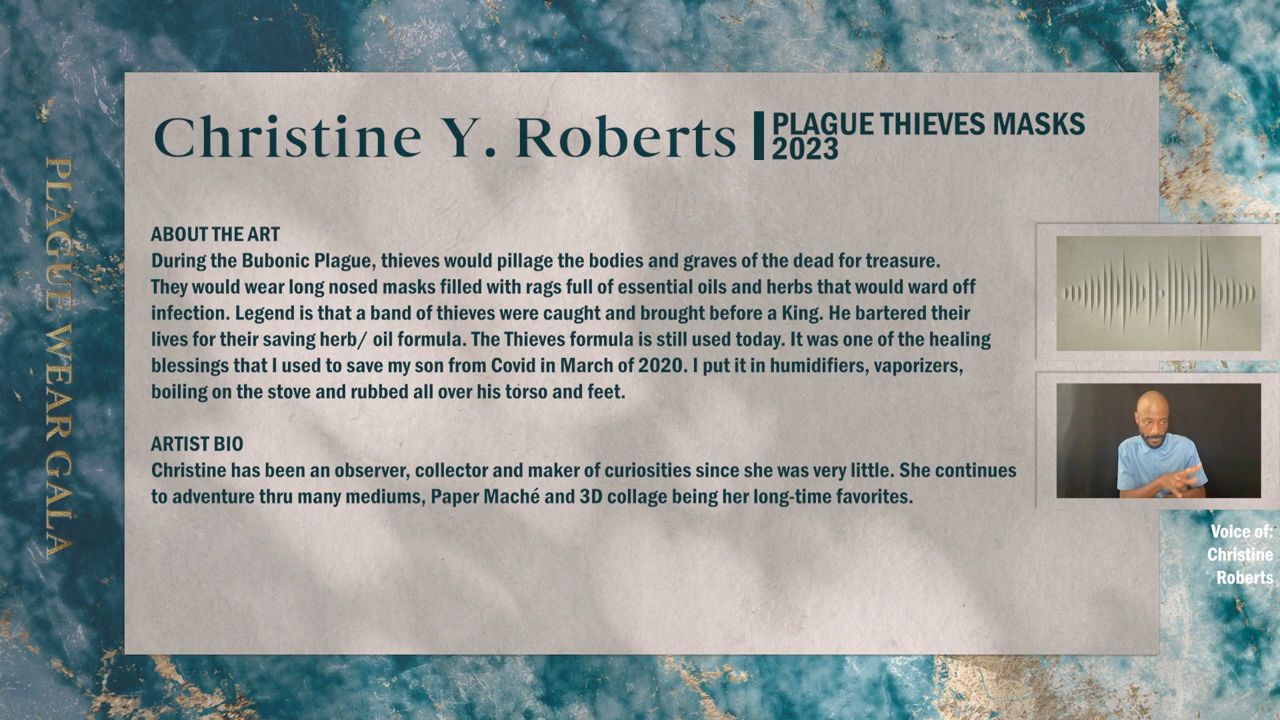 PLAGUE WEAR GALA
Christine Y. Roberts
PLAGUE THIEVES MASKS
2023
ABOUT THE ART
During the Bubonic Plague, thieves would pillage the bodies and graves of the dead for treasure.
They would wear long nosed masks filled with rags full of essential oils and herbs that would ward off
infection. Legend is that a band of thieves were caught and brought before a King. He bartered their
lives for their saving herb/ oil formula. The Thieves formula is still used today. It was one of the healing
blessings that I used to save my son from Covid in March of 2020. I put it in humidifiers, vaporizers,
boiling on the stove and rubbed all over his torso and feet.
ARTIST BIO
Christine has been an observer, collector and maker of curiosities since she was very little. She continues
to adventure thru many mediums, Paper Maché and 3D collage being her long-time favorites.
Voice of:
Christine
Roberts